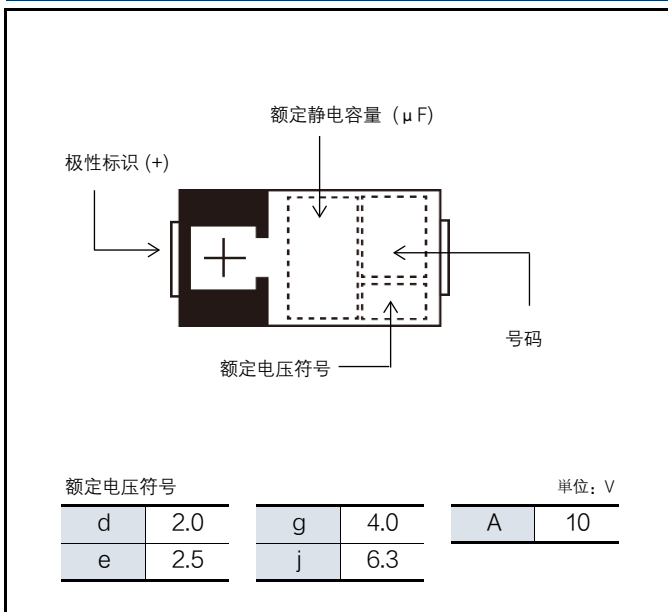 额定静电容量 (μF)
极性标识 (+)
+
号码
额定电压符号
额定电压符号 単位: V
d 2.0 g 4.0 A 10
e 2.5 j 6.3